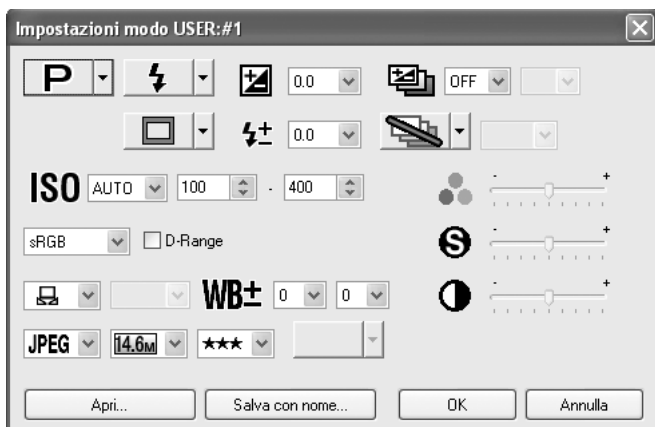 Impostazioni modo USER:#1
P 0.0 OFF
0.0
ISO AUTO 100 - 400 - +
sRGB D-Range S - +
WB± 0 0 - +
JPEG 14.6M ★★★
Apri... Salva con nome... OK Annulla